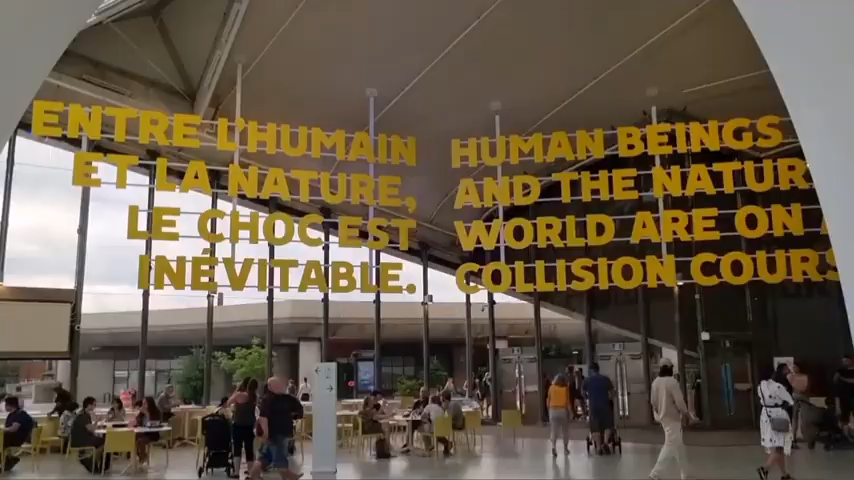 ENTRE L'HUMAIN
ET LA NATURE,
LE CHOC EST
INÉVITABLE.
HUMAN BEINGS
AND THE NATUR
WORLD ARE ON
COLLISION COURS